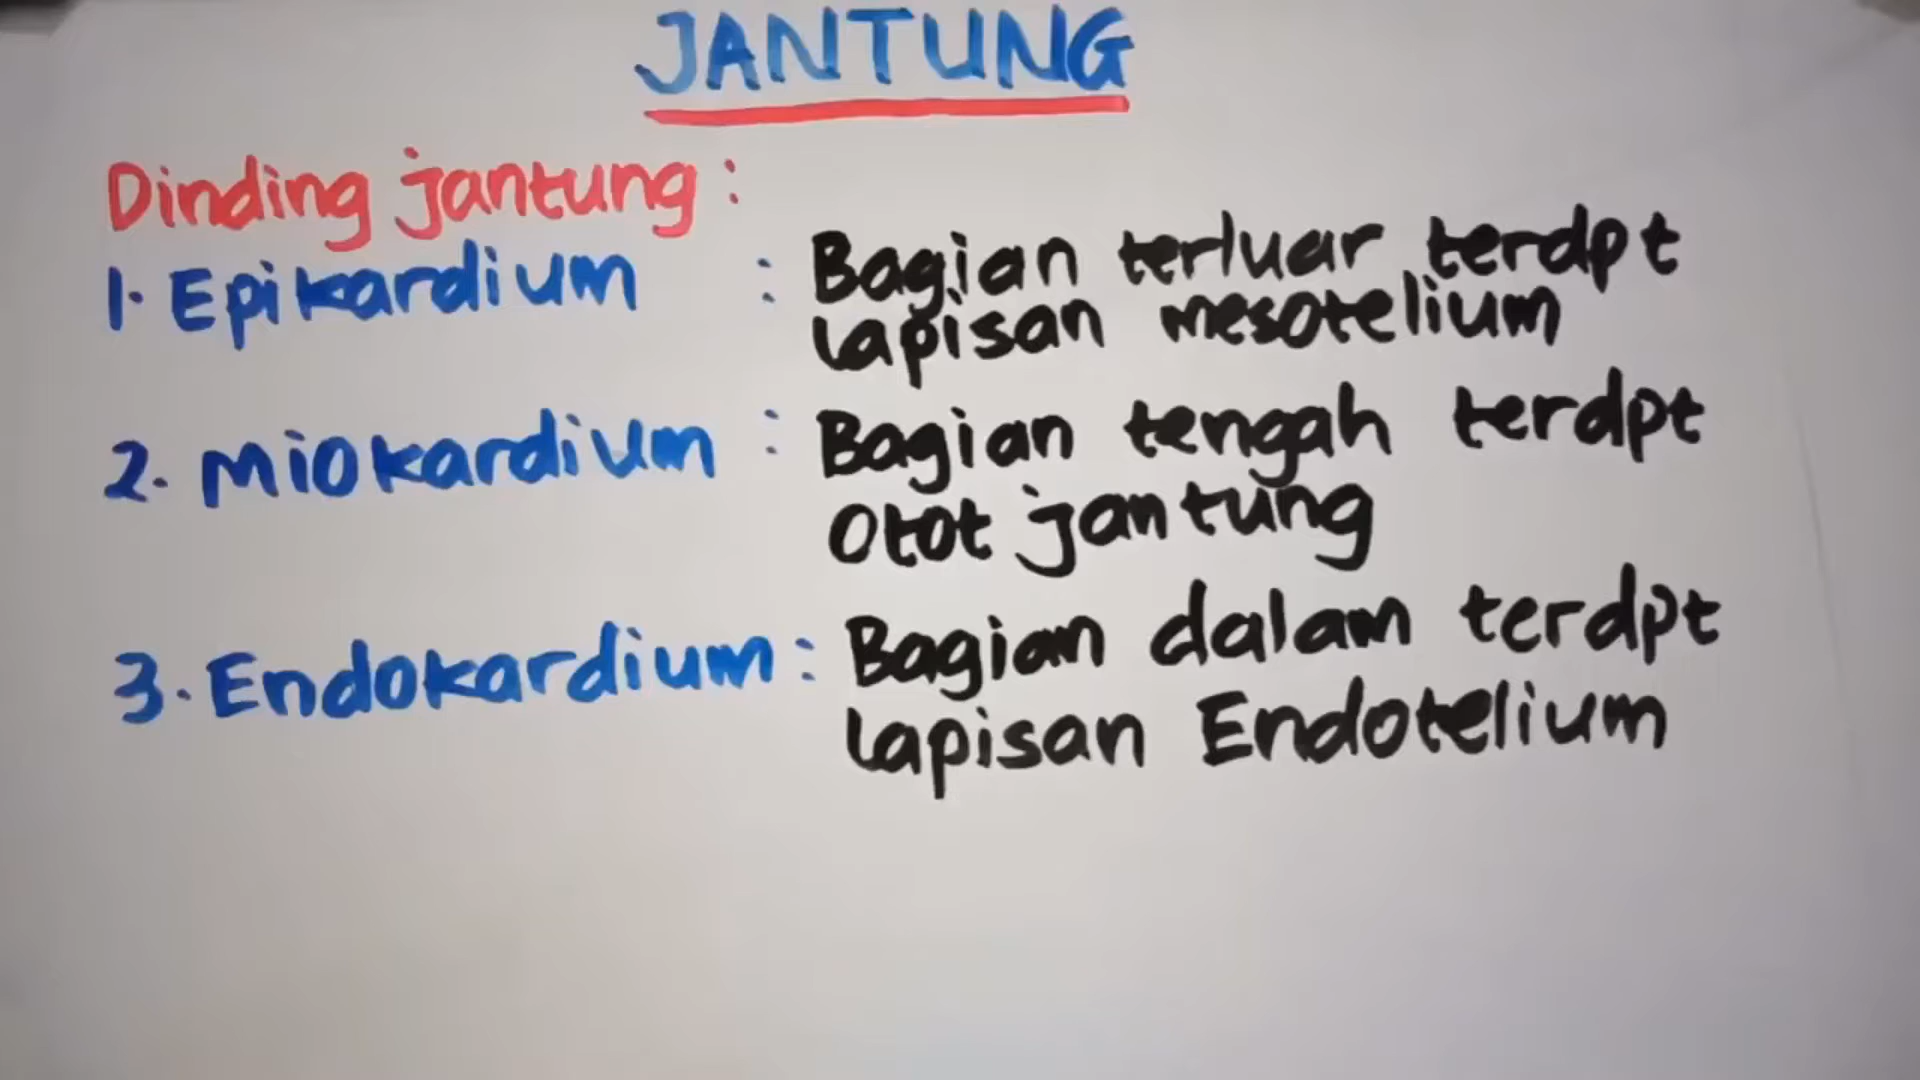 JANTUNG
Dinding jantung :
1. Epikardium : Bagian terluar terdpt
lapisan mesotelium
2. Miokardium : Bagian tengah terdpt
Otot jantung
3. Endokardium : Bagian dalam terdpt
lapisan Endotelium